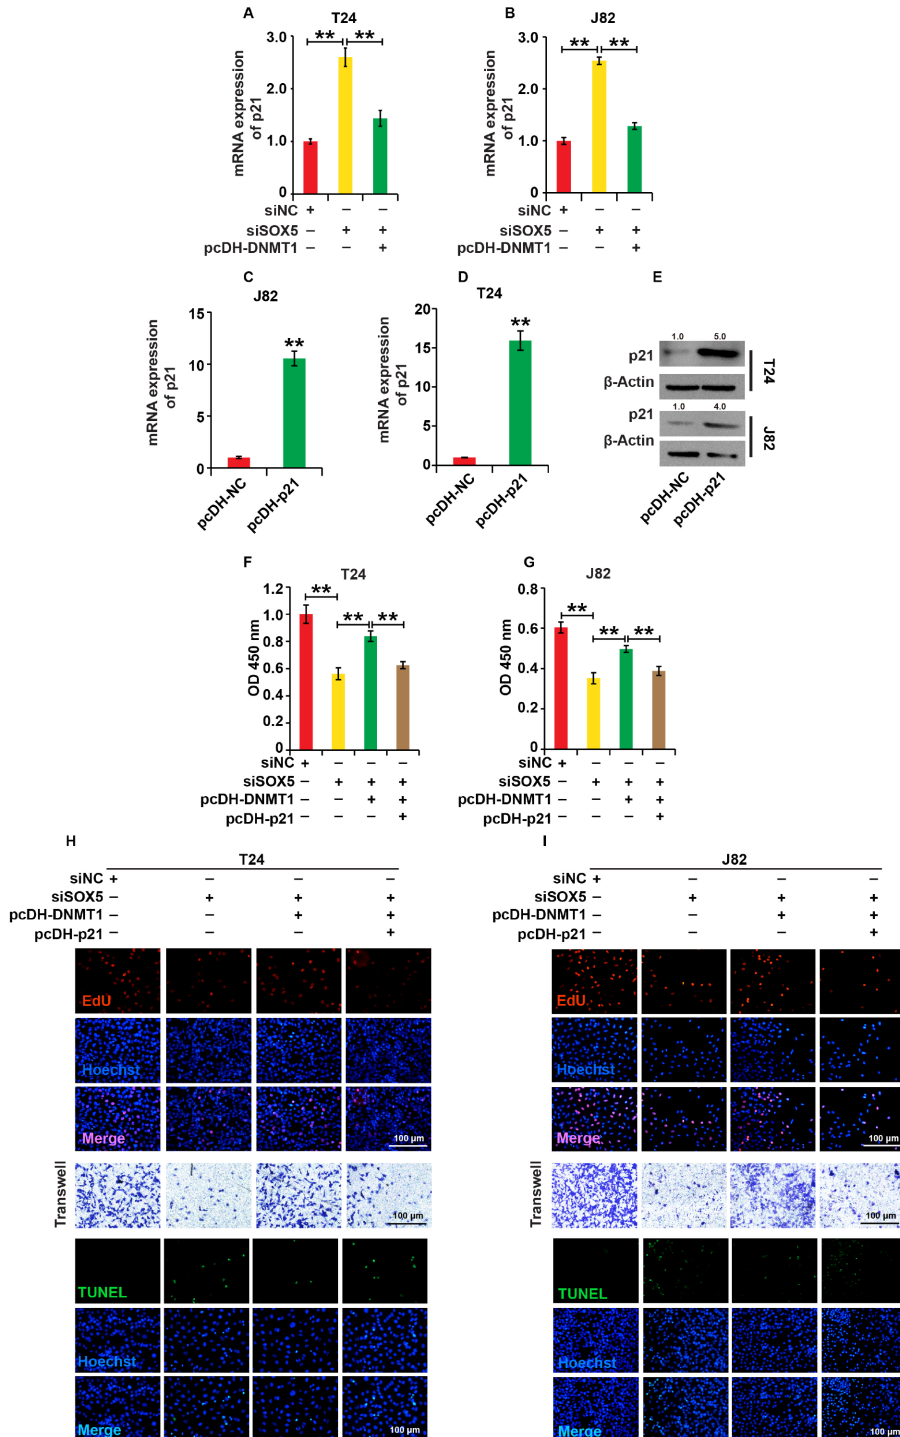 A
T24
mRNA expression
of p21
3.0
2.0
1.0
0
** **
siNC + – –
siSOX5 – + +
pcDH-DNMT1 – – +
B
J82
mRNA expression
of p21
3.0
2.0
1.0
0
** **
siNC + – –
siSOX5 – + +
pcDH-DNMT1 – – +
C
J82
mRNA expression
of p21
15
10
5
0
**
pcDH-NC
pcDH-p21
D
T24
mRNA expression
of p21
20
15
10
5
0
**
pcDH-NC
pcDH-p21
E
1.0 5.0
p21
β-Actin
T24
1.0 4.0
p21
β-Actin
J82
pcDH-NC
pcDH-p21
F
T24
OD 450 nm
1.2
1.0
0.8
0.6
0.4
0.2
0
** ** **
siNC + – – –
siSOX5 – + + +
pcDH-DNMT1 – – + +
pcDH-p21 – – – +
G
J82
OD 450 nm
0.8
0.6
0.4
0.2
0
** ** **
siNC + – – –
siSOX5 – + + +
pcDH-DNMT1 – – + +
pcDH-p21 – – – +
H
T24
siNC + – – –
siSOX5 – + + +
pcDH-DNMT1 – – + +
pcDH-p21 – – – +
EdU
Hoechst
Merge
100 µm
Transwell
100 µm
TUNEL
Hoechst
Merge
100 µm
I
J82
siNC + – – –
siSOX5 – + + +
pcDH-DNMT1 – – + +
pcDH-p21 – – – +
EdU
Hoechst
Merge
100 µm
Transwell
100 µm
TUNEL
Hoechst
Merge
100 µm